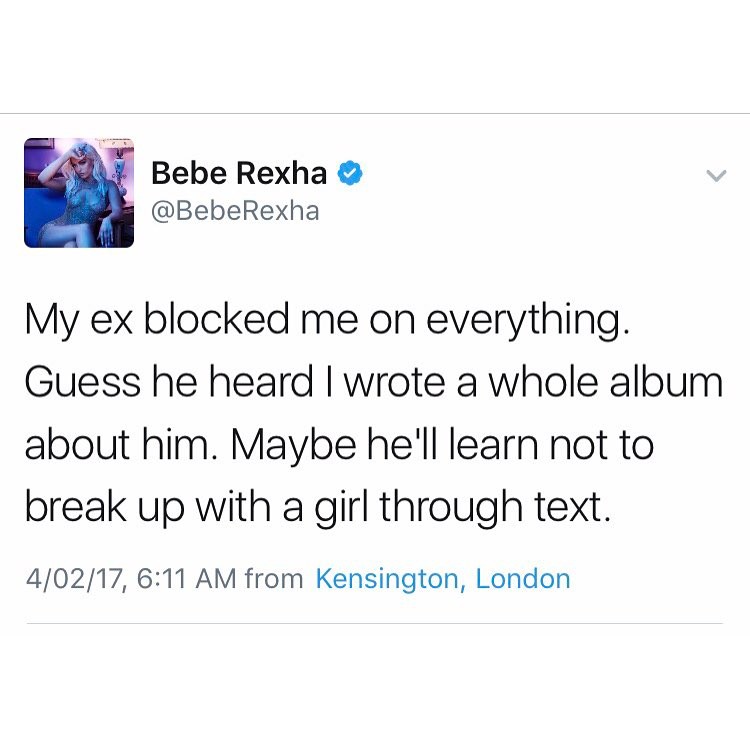 Bebe Rexha
@BebeRexha
My ex blocked me on everything.
Guess he heard I wrote a whole album
about him. Maybe he'll learn not to
break up with a girl through text.
4/02/17, 6:11 AM from Kensington, London